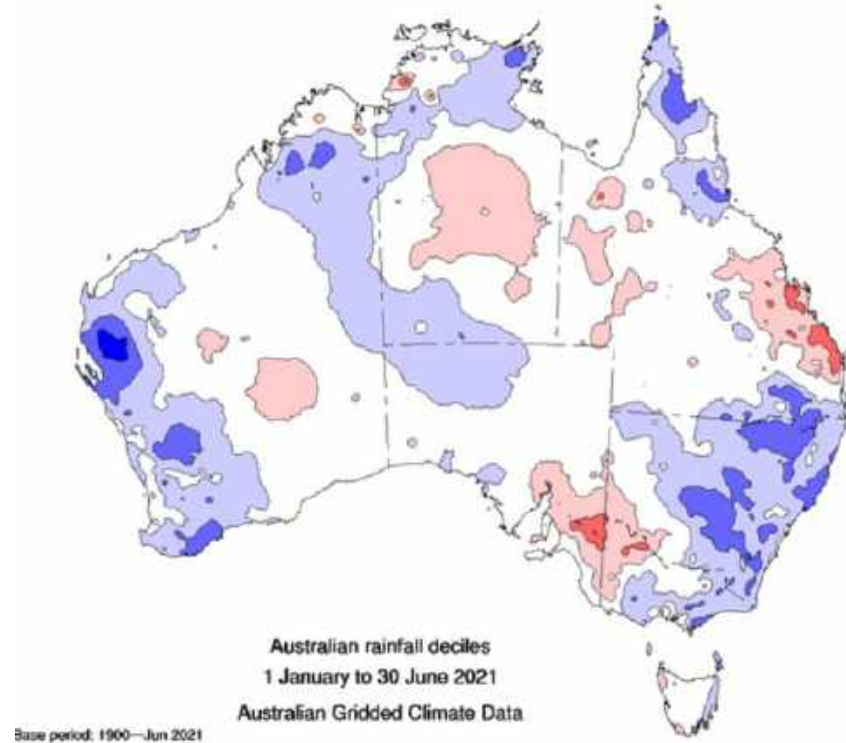 Australian rainfall deciles
1 January to 30 June 2021
Australian Gridded Climate Data
Base period: 1900—Jun 2021